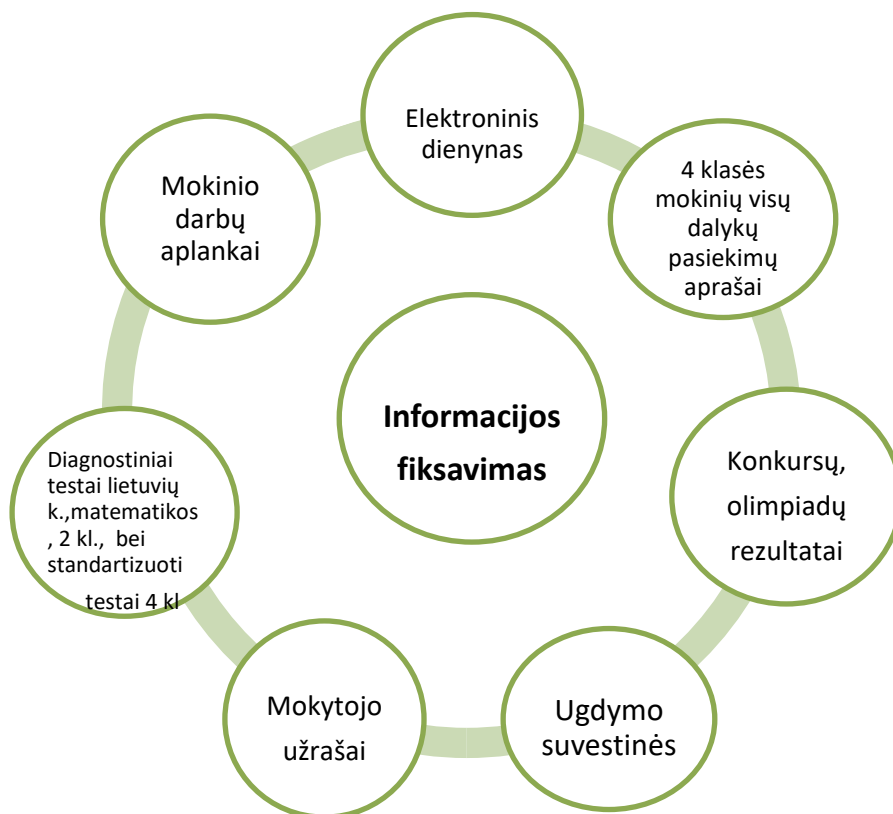 Elektroninis
dienynas
4 klasės
mokinių visų
dalykų
pasiekimų
aprašai
Konkursų,
olimpiadų
rezultatai
Ugdymo
suvestinės
Mokytojo
užrašai
Diagnostiniai
testai lietuvių
k.,matematikos
, 2 kl., bei
standartizuoti
testai 4 kl
Mokinio
darbų
aplankai
Informacijos
fiksavimas